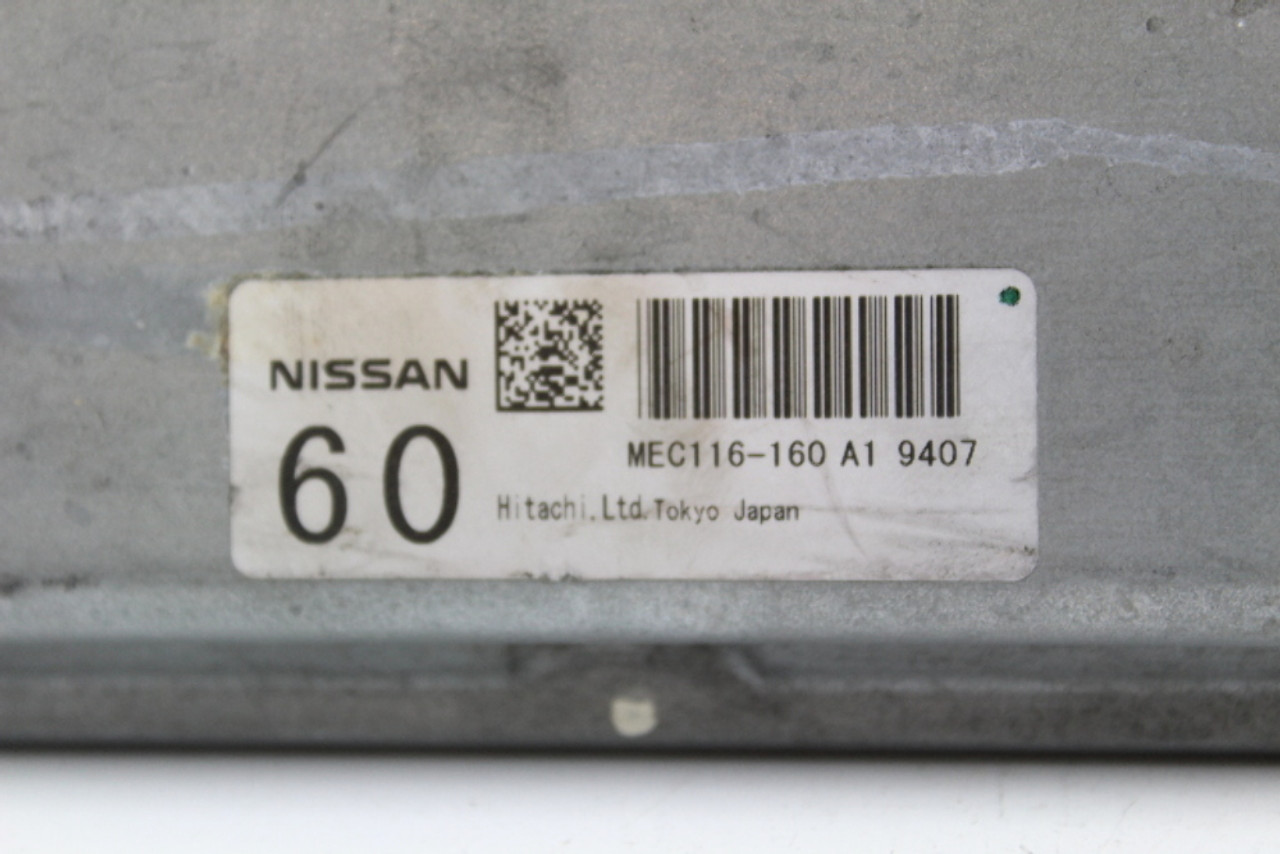 NISSAN
60
MEC116-160 A1 9407
Hitachi.Ltd.Tokyo Japan